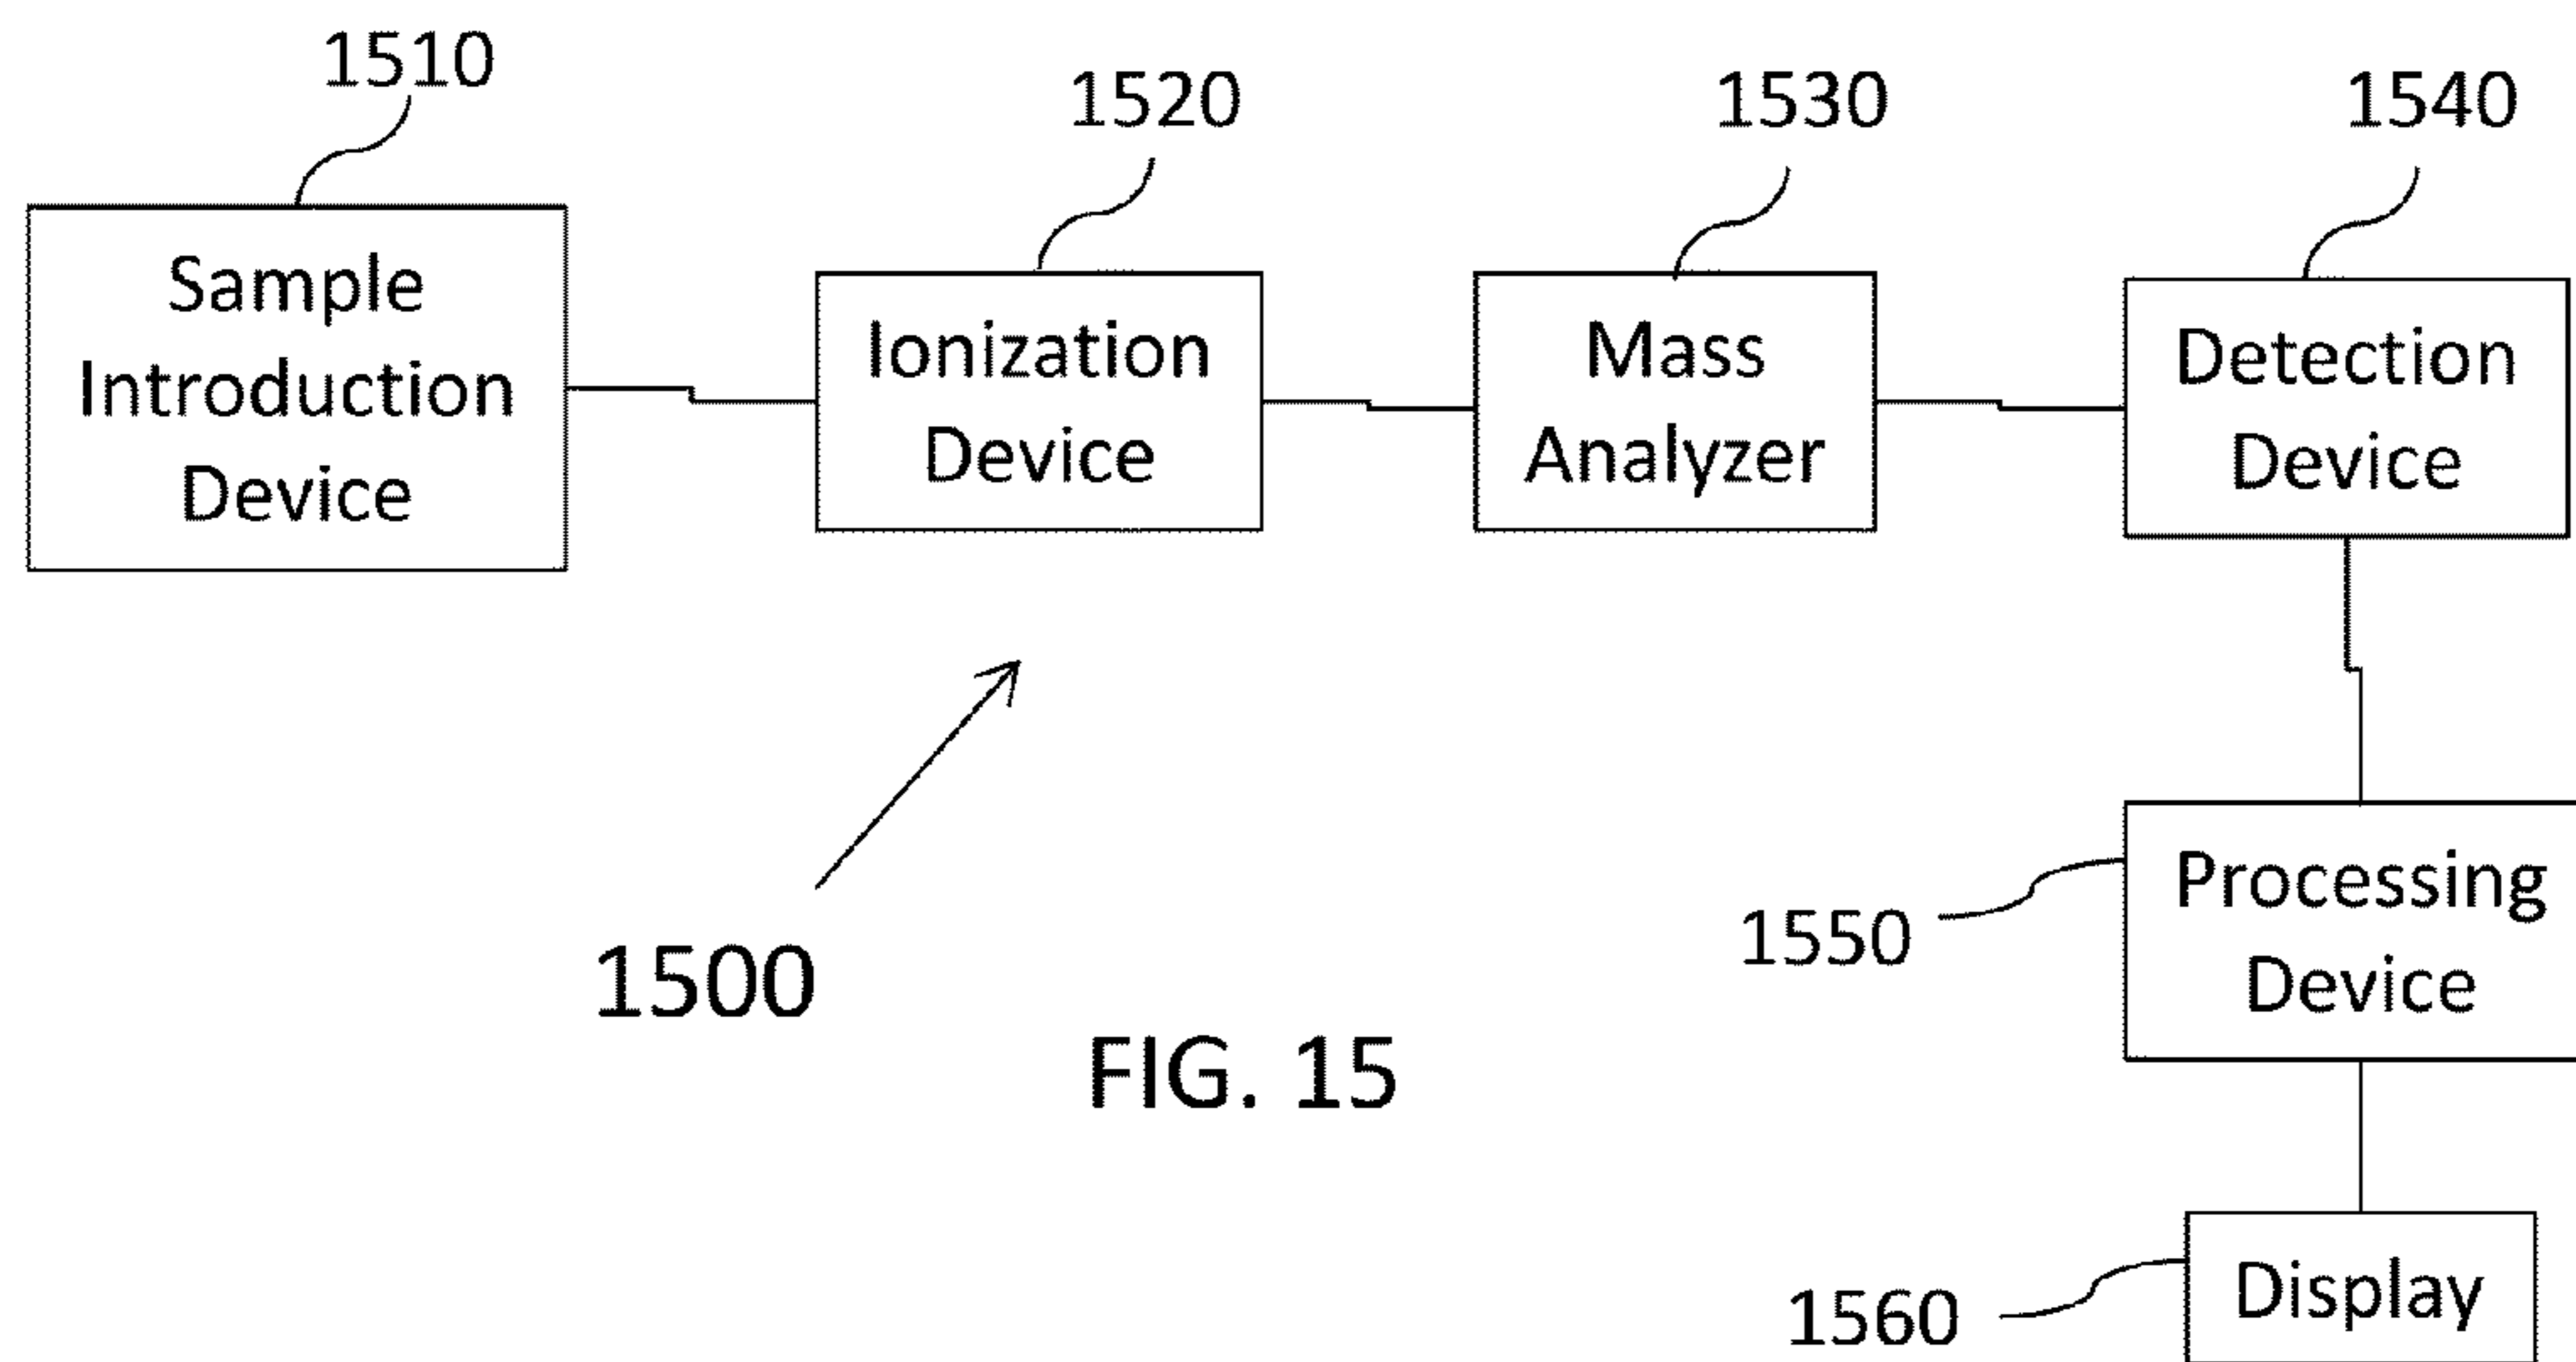 1510
1520
1530
1540
Sample
Introduction
Device
Ionization
Device
Mass
Analyzer
Detection
Device
1500
FIG. 15
1550
Processing
Device
1560
Display